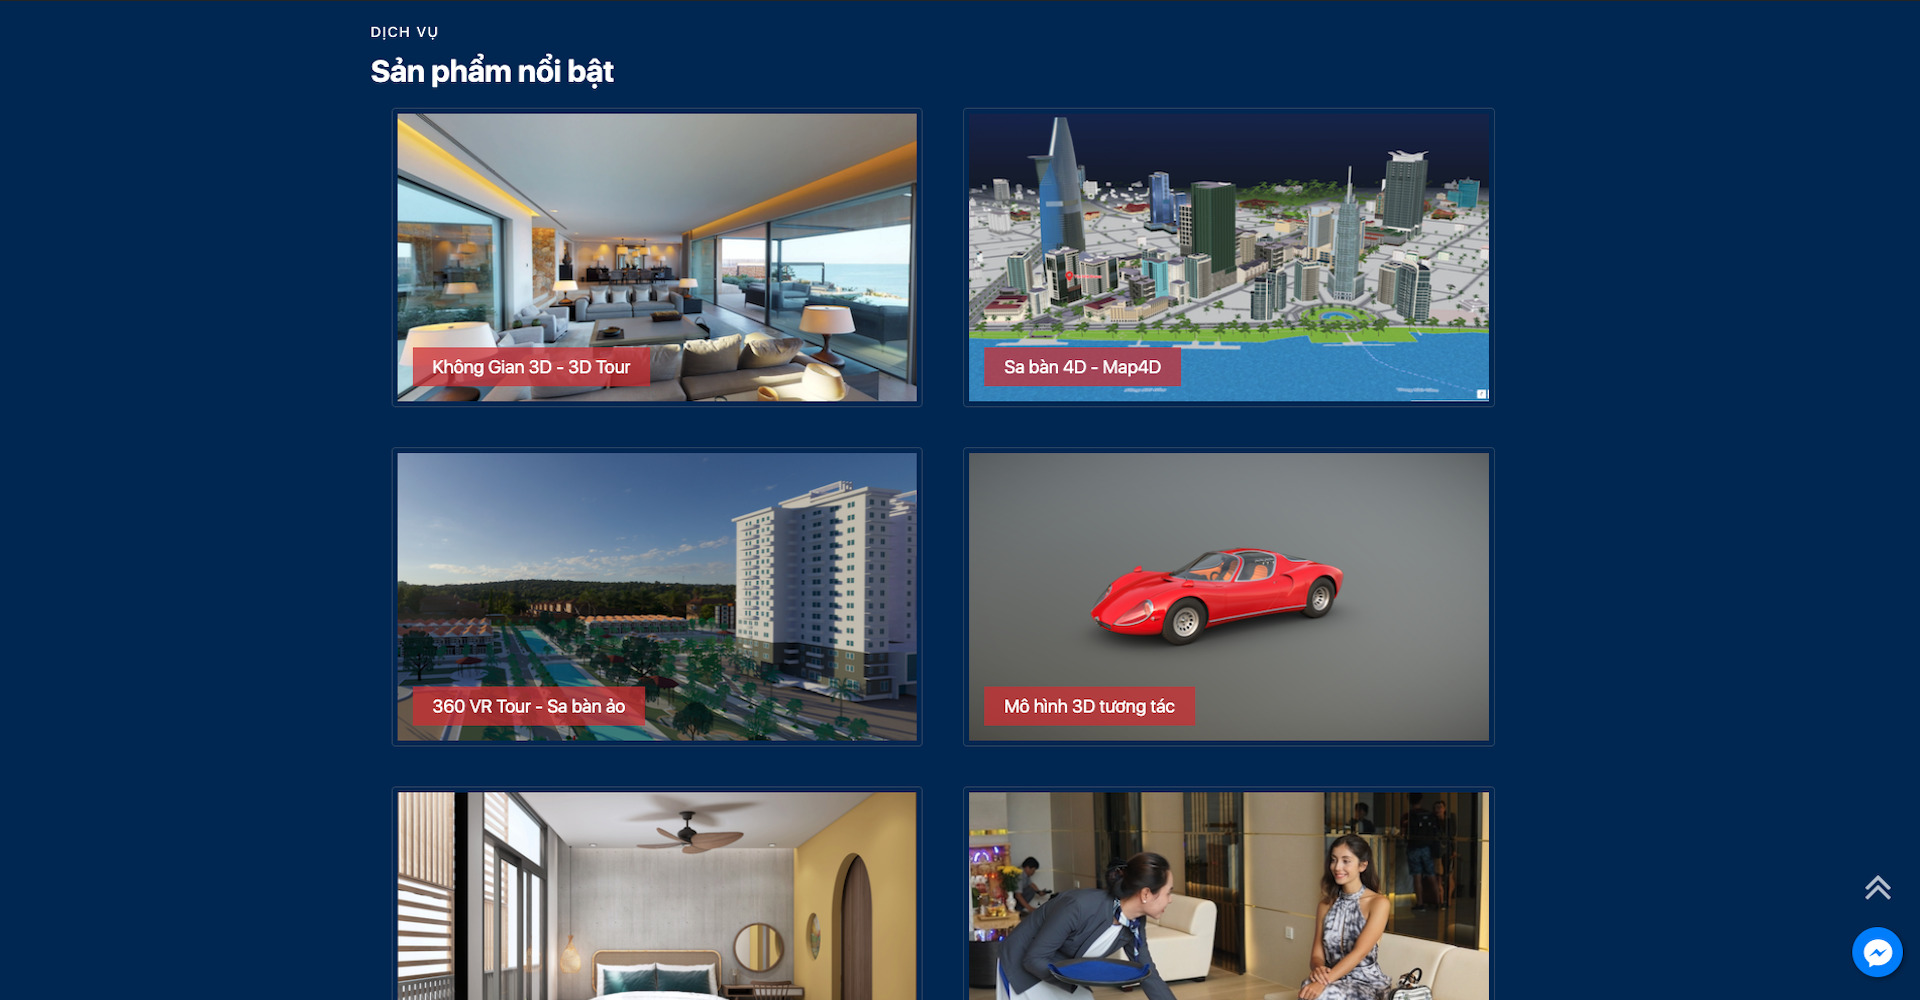 DỊCH VỤ
Sản phẩm nổi bật
Không Gian 3D - 3D Tour
Sa bàn 4D - Map4D
360 VR Tour - Sa bàn ảo
Mô hình 3D tương tác